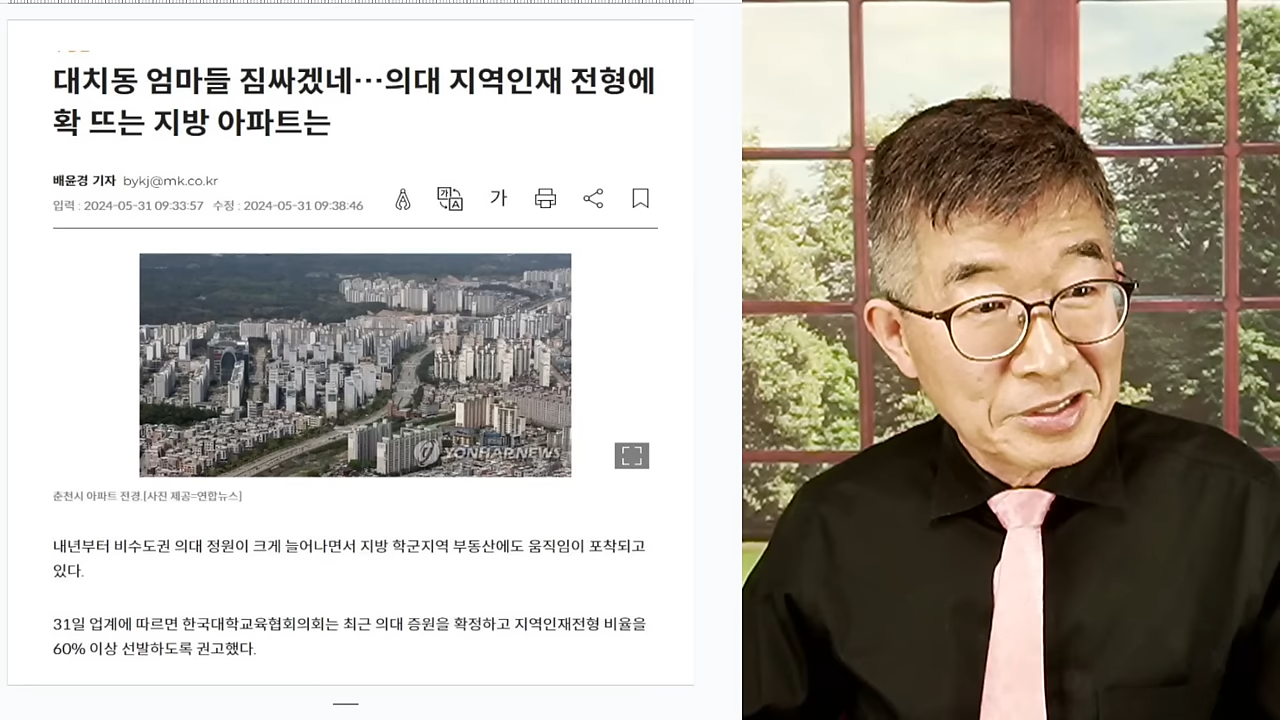 대치동 엄마들 짐싸겠네…의대 지역인재 전형에
확 뜨는 지방 아파트는
배윤경 기자 bykj@mk.co.kr
입력 : 2024-05-31 09:33:57 수정 : 2024-05-31 09:38:46
가
A
가
YONHAPNEWS
춘천시 아파트 전경.[사진 제공=연합뉴스]
내년부터 비수도권 의대 정원이 크게 늘어나면서 지방 학군지역 부동산에도 움직임이 포착되고
있다.
31일 업계에 따르면 한국대학교육협회의회는 최근 의대 증원을 확정하고 지역인재전형 비율을
60% 이상 선발하도록 권고했다.